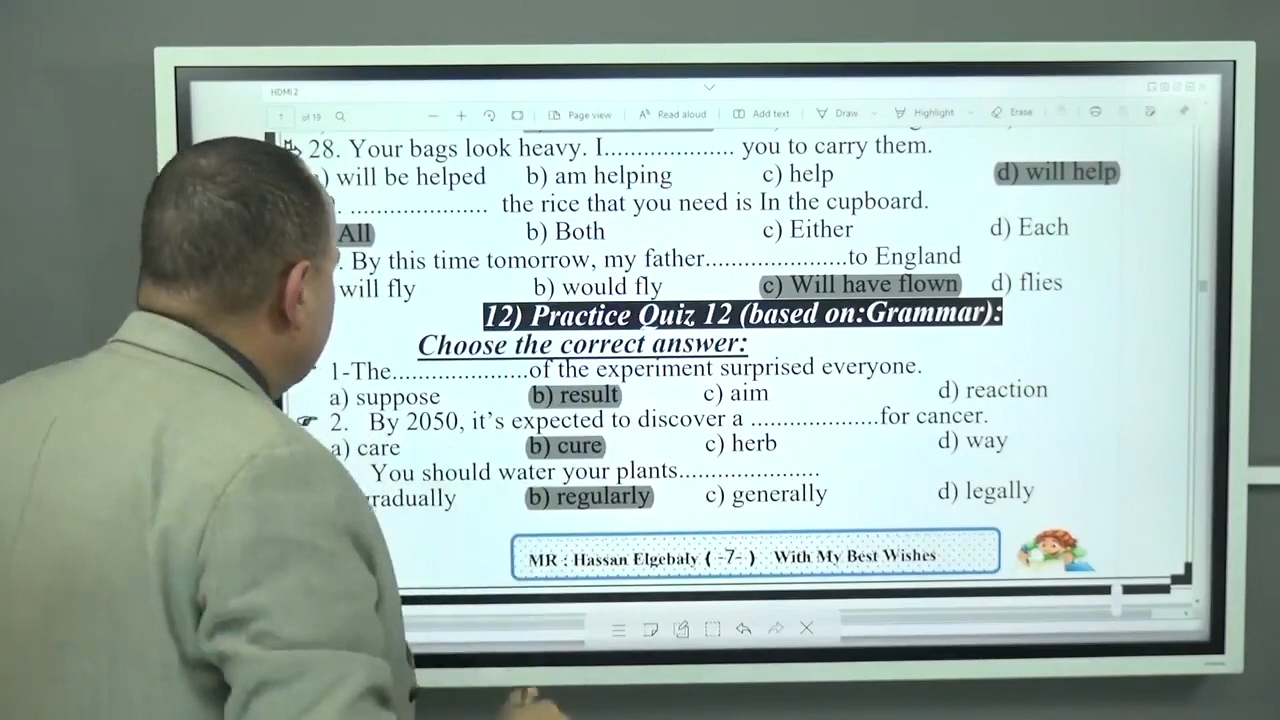 HDMI 2
7 of 19 Page view Read aloud Add text Draw Highlight Erase
28. Your bags look heavy. I.................... you to carry them.
) will be helped b) am helping c) help d) will help
. ..................... the rice that you need is In the cupboard.
All b) Both c) Either d) Each
. By this time tomorrow, my father.....................to England
will fly b) would fly c) Will have flown d) flies
12) Practice Quiz 12 (based on:Grammar):
Choose the correct answer:
1-The.....................of the experiment surprised everyone.
a) suppose b) result c) aim d) reaction
2. By 2050, it's expected to discover a ....................for cancer.
a) care b) cure c) herb d) way
You should water your plants.....................
radually b) regularly c) generally d) legally
MR : Hassan Elgebaly ( -7- ) With My Best Wishes